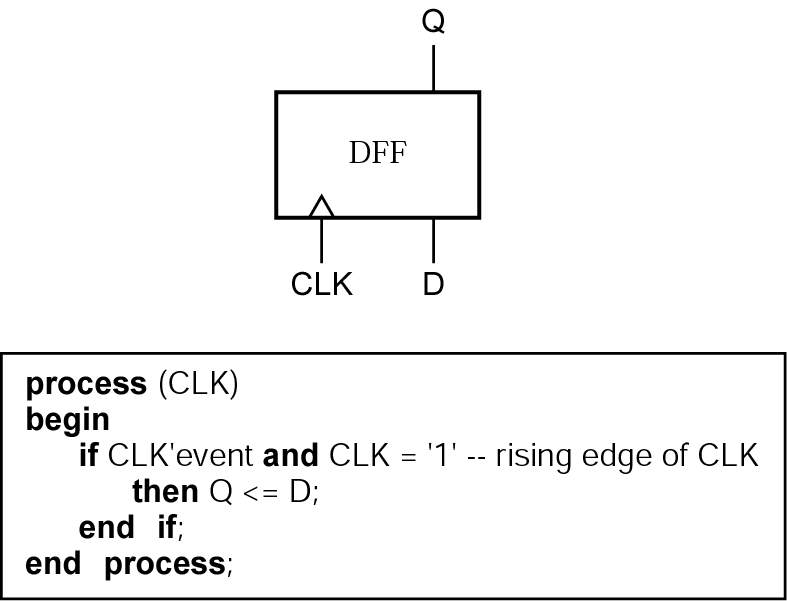 Q
DFF
CLK D
process (CLK)
begin
if CLK'event and CLK = '1' -- rising edge of CLK
then Q <= D;
end if;
end process;